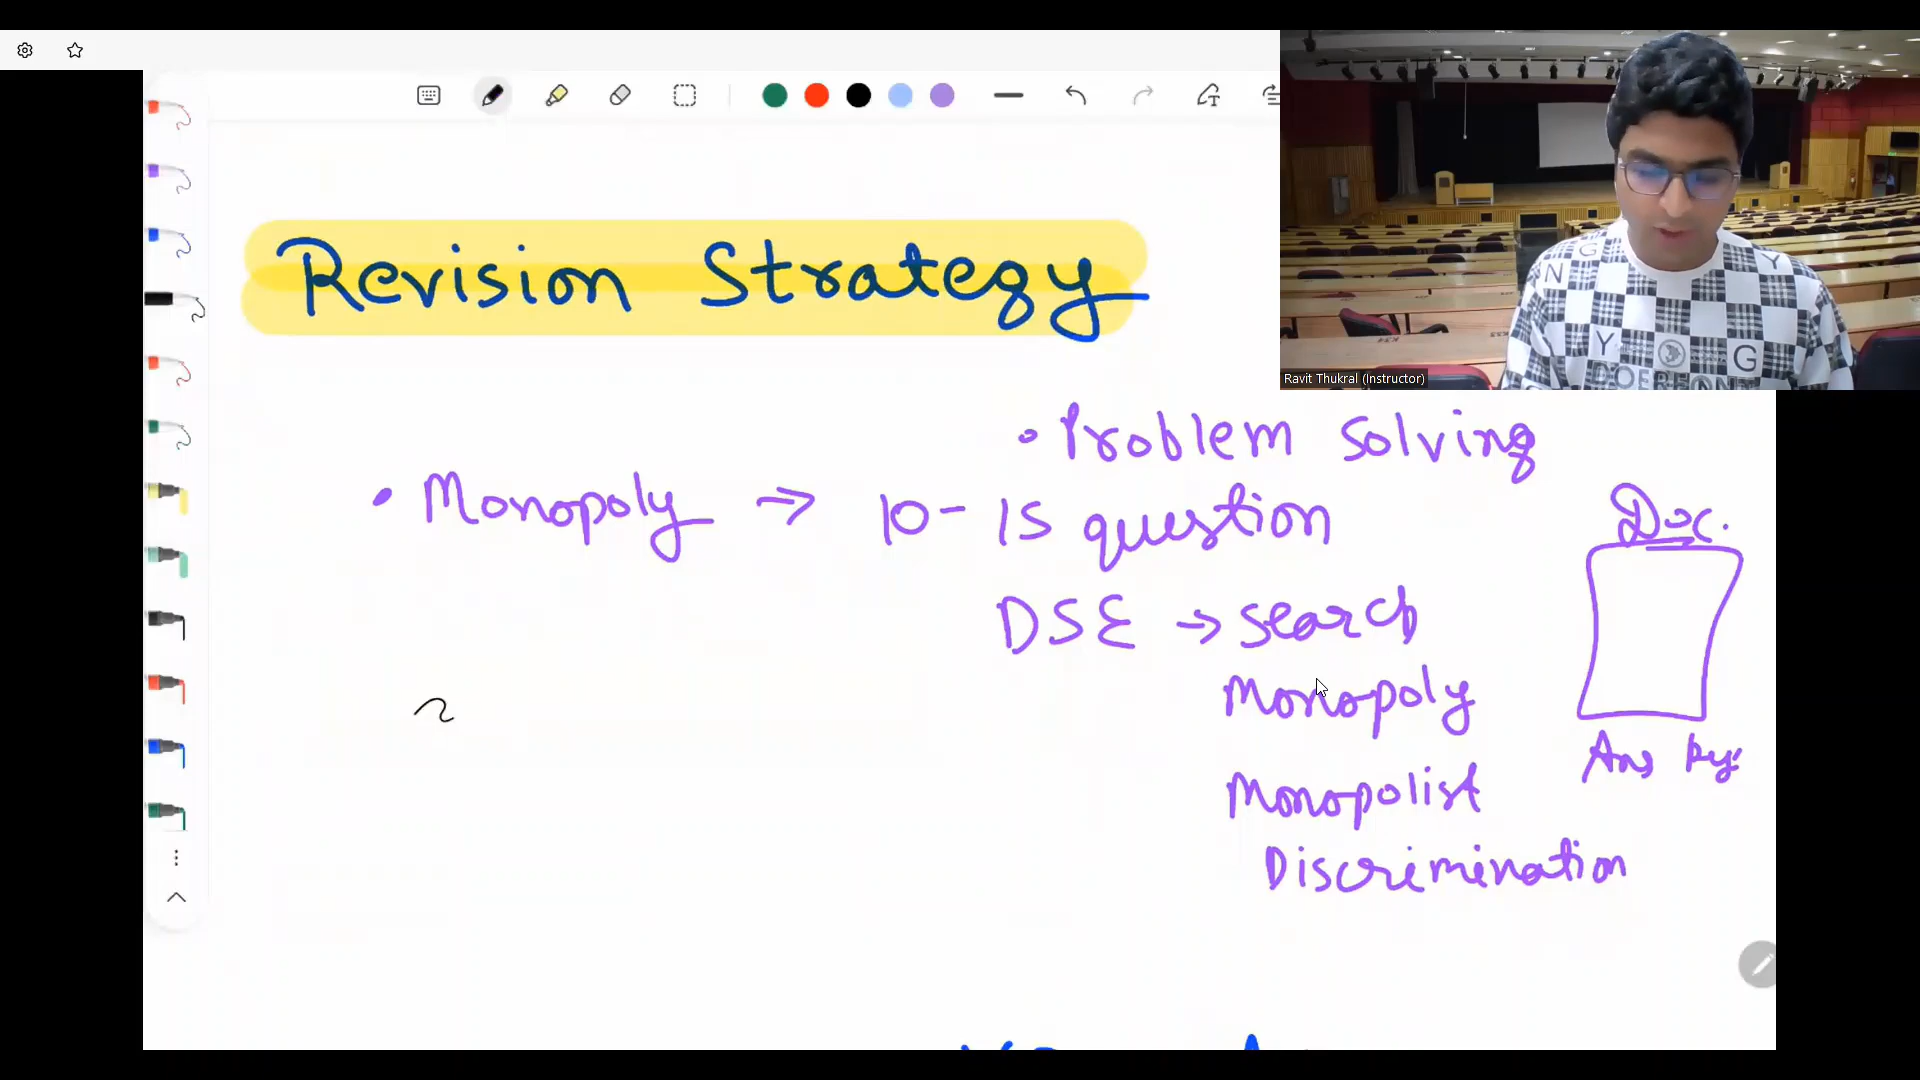 Revision Strategy
Ravit Thukral (Instructor)
• Problem Solving
• Monopoly → 10-15 question
Doc.
DSE → search
Monopoly
Ans key
Monopolist
Discrimination